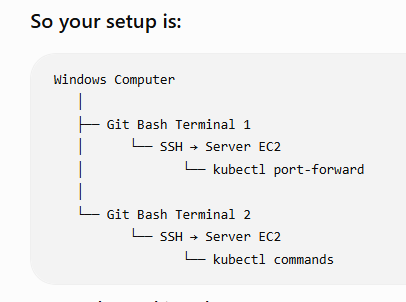 So your setup is:
Windows Computer
│
├── Git Bash Terminal 1
│ └── SSH → Server EC2
│ └── kubectl port-forward
│
└── Git Bash Terminal 2
└── SSH → Server EC2
└── kubectl commands